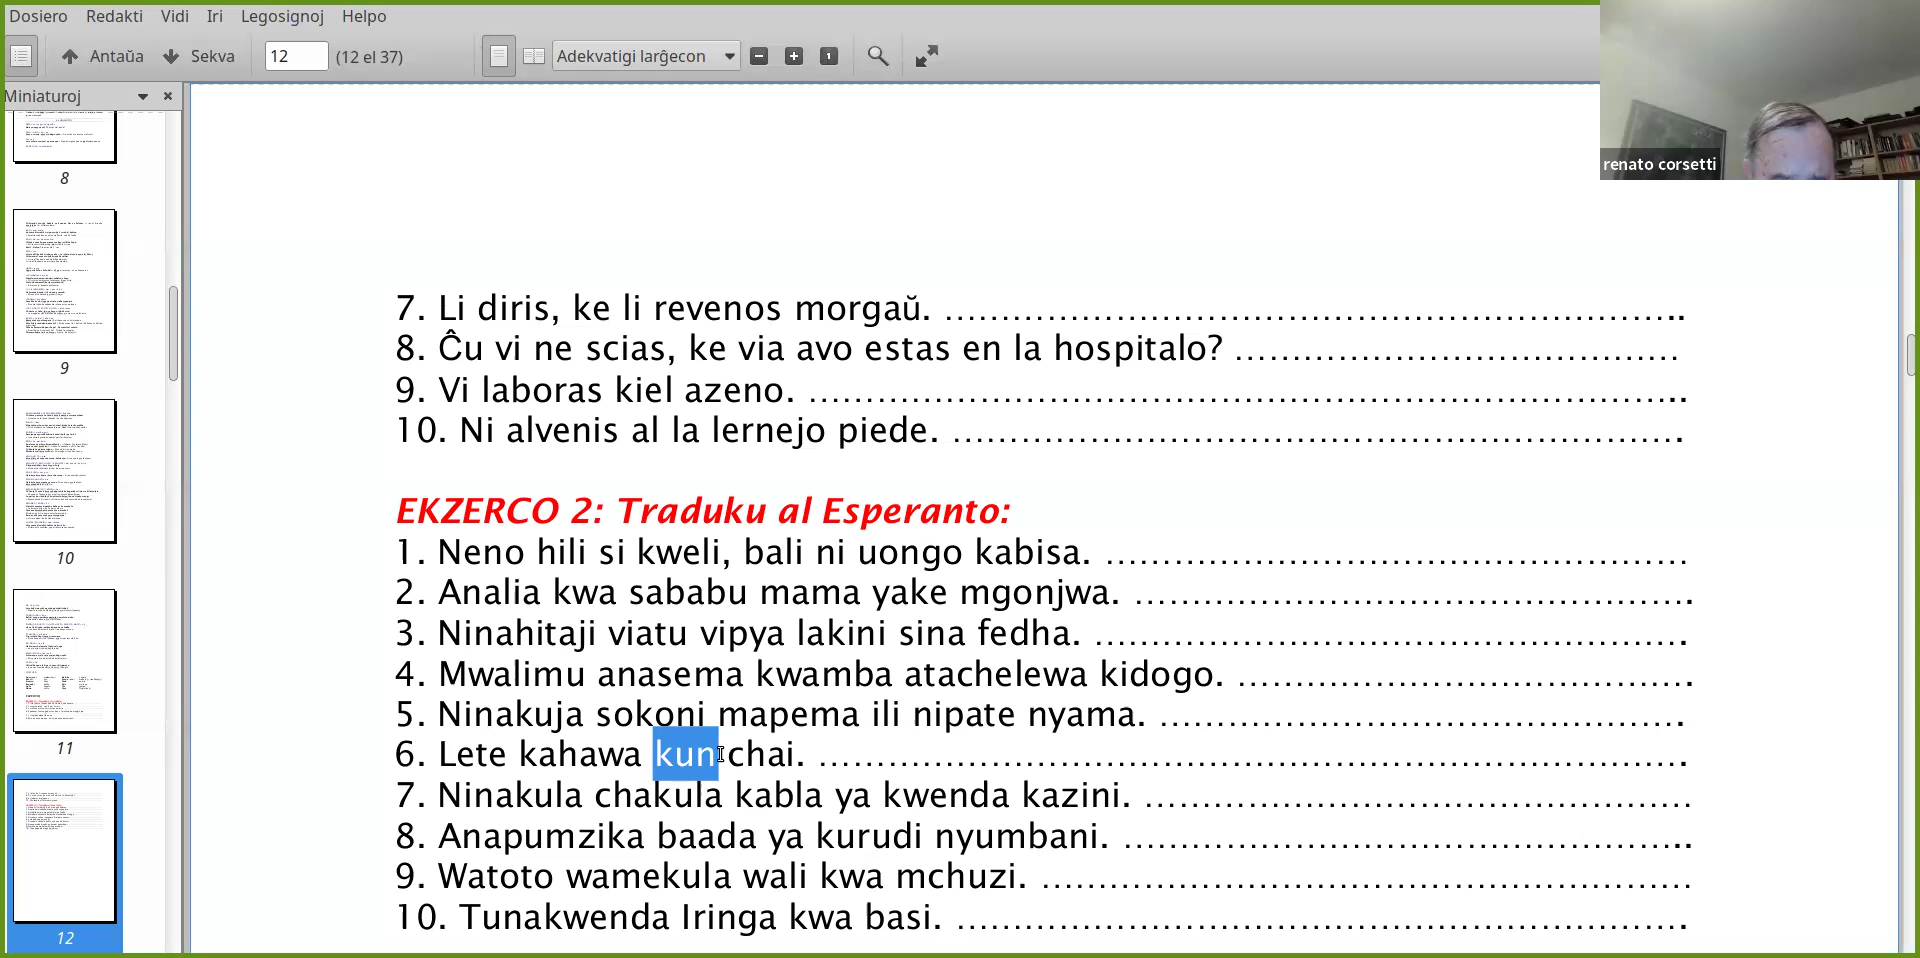 Dosiero Redakti Vidi Iri Legosignoj Helpo
Antaŭa Sekva 12 (12 el 37) Adekvatigi larĝecon
Miniaturoj
8
9
10
11
12
renato corsetti
7. Li diris, ke li revenos morgaŭ. ..........................................................
8. Ĉu vi ne scias, ke via avo estas en la hospitalo? ..................................
9. Vi laboras kiel azeno. ..........................................................
10. Ni alvenis al la lernejo piede. ..........................................................
EKZERCO 2: Traduku al Esperanto:
1. Neno hili si kweli, bali ni uongo kabisa. ..........................................
2. Analia kwa sababu mama yake mgonjwa. ..........................................
3. Ninahitaji viatu vipya lakini sina fedha. ..........................................
4. Mwalimu anasema kwamba atachelewa kidogo. ..................................
5. Ninakuja sokoni mapema ili nipate nyama. ..........................................
6. Lete kahawa kun chai. ..........................................................
7. Ninakula chakula kabla ya kwenda kazini. ..........................................
8. Anapumzika baada ya kurudi nyumbani. ..........................................
9. Watoto wamekula wali kwa mchuzi. ..........................................
10. Tunakwenda Iringa kwa basi. ..........................................................